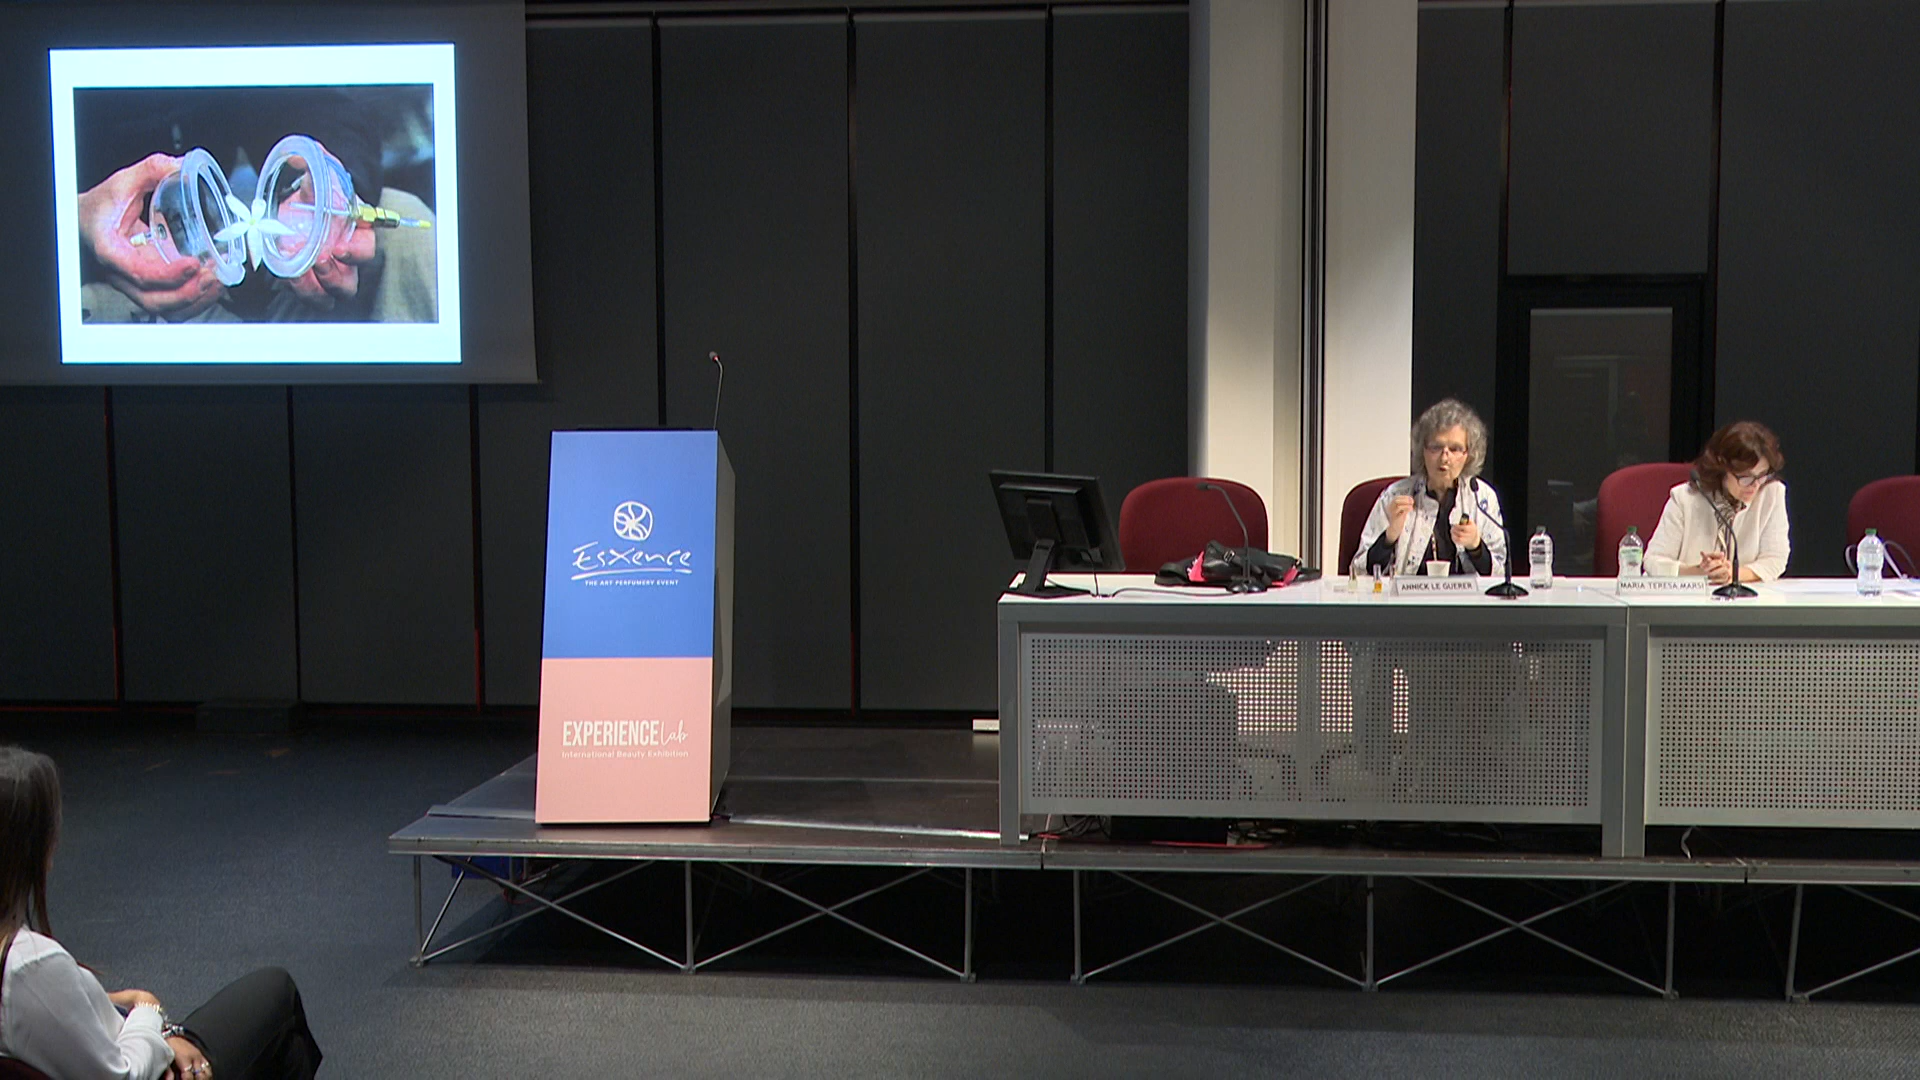 EsXence
THE ART PERFUMERY EVENT
EXPERIENCE lab
International Beauty Exhibition
ANNICK LE GUERER
MARIA TERESA MARSI